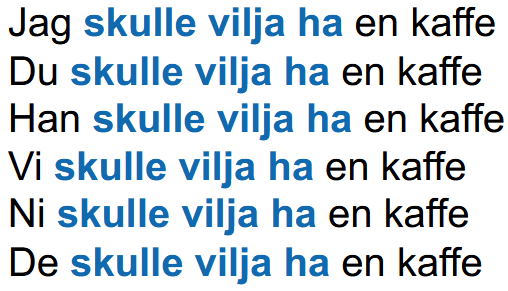 Jag skulle vilja ha en kaffe
Du skulle vilja ha en kaffe
Han skulle vilja ha en kaffe
Vi skulle vilja ha en kaffe
Ni skulle vilja ha en kaffe
De skulle vilja ha en kaffe